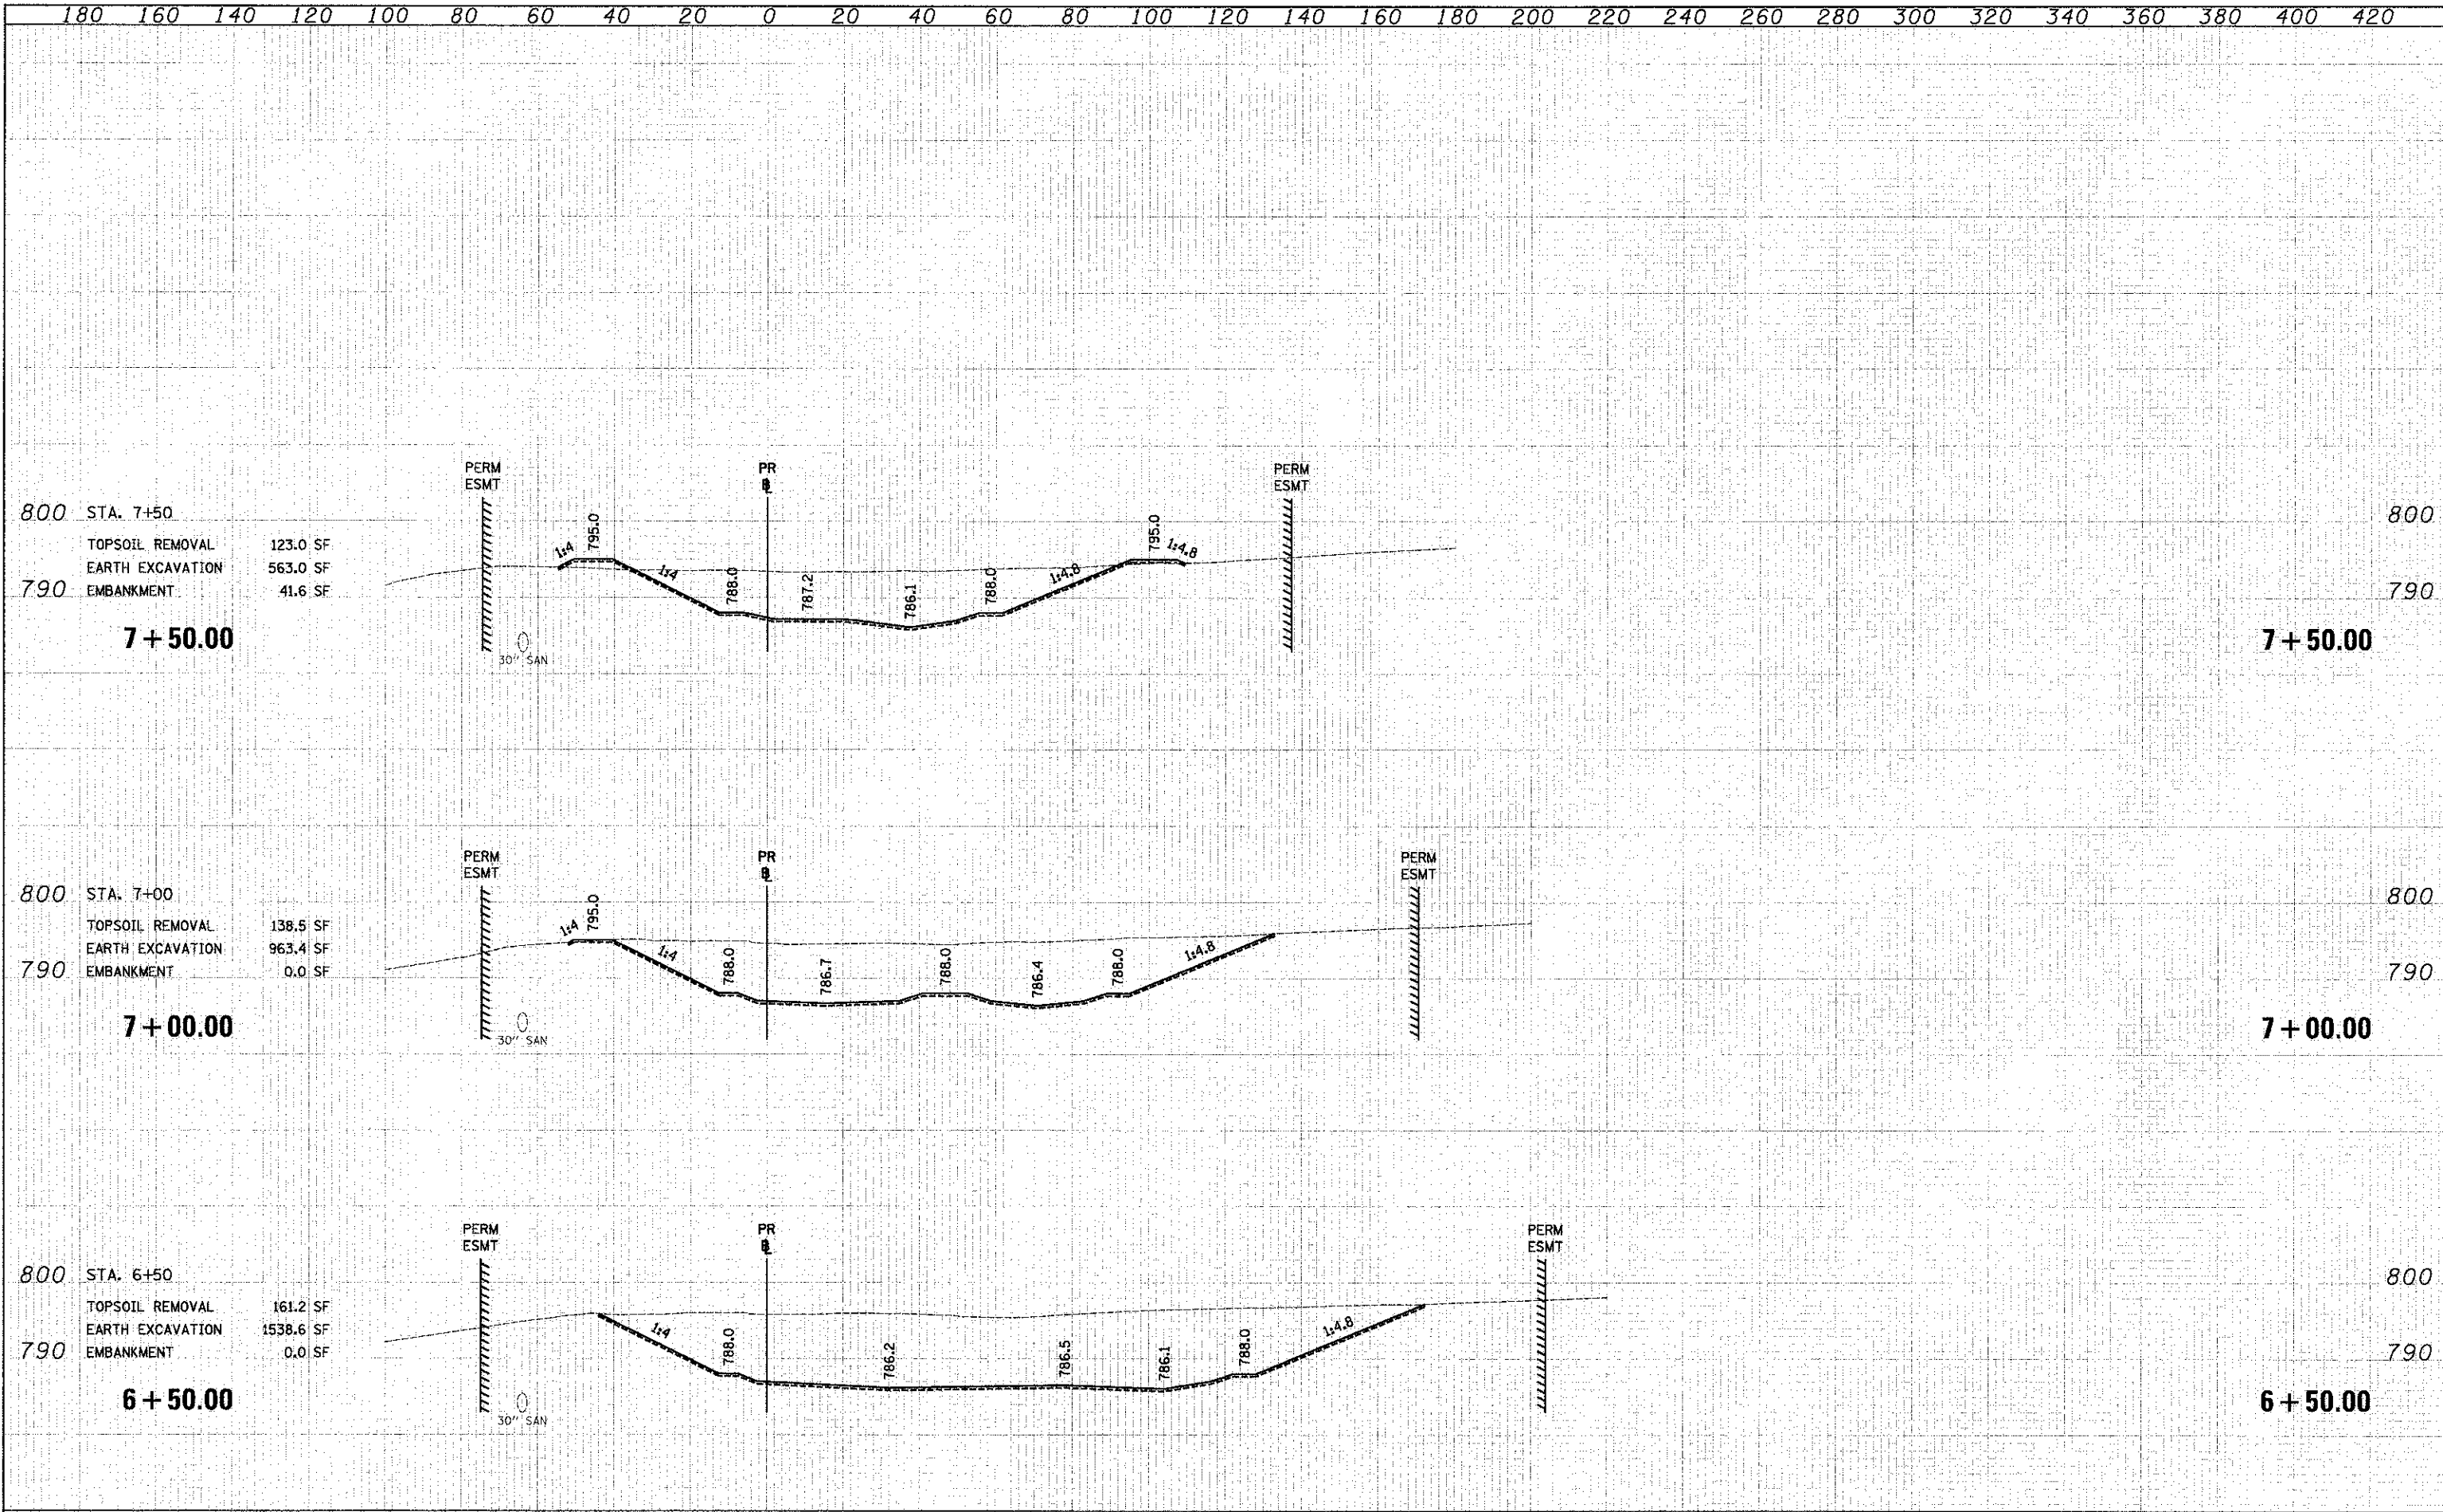 180 160 140 120 100 80 60 40 20 0 20 40 60 80 100 120 140 160 180 200 220 240 260 280 300 320 340 360 380 400 420
PERM ESMT
PR
PERM ESMT
800 STA. 7+50 800
795.0 795.0
TOPSOIL REMOVAL 123.0 SF
1:4 1:4.8
EARTH EXCAVATION 563.0 SF
1:4 788.0 787.2 786.1 788.0 1:4.8
790 EMBANKMENT 41.6 SF 790
7+50.00 7+50.00
30" SAN
PERM ESMT
PR
PERM ESMT
800 STA. 7+00 800
795.0
TOPSOIL REMOVAL 138.5 SF
1:4
EARTH EXCAVATION 963.4 SF
1:4 788.0 786.7 788.0 786.4 788.0 1:4.8
790 EMBANKMENT 0.0 SF 790
7+00.00 7+00.00
30" SAN
PERM ESMT
PR
PERM ESMT
800 STA. 6+50 800
TOPSOIL REMOVAL 161.2 SF
EARTH EXCAVATION 1538.6 SF
1:4 788.0 786.2 786.5 786.1 788.0 1:4.8
790 EMBANKMENT 0.0 SF 790
6+50.00 6+50.00
30" SAN